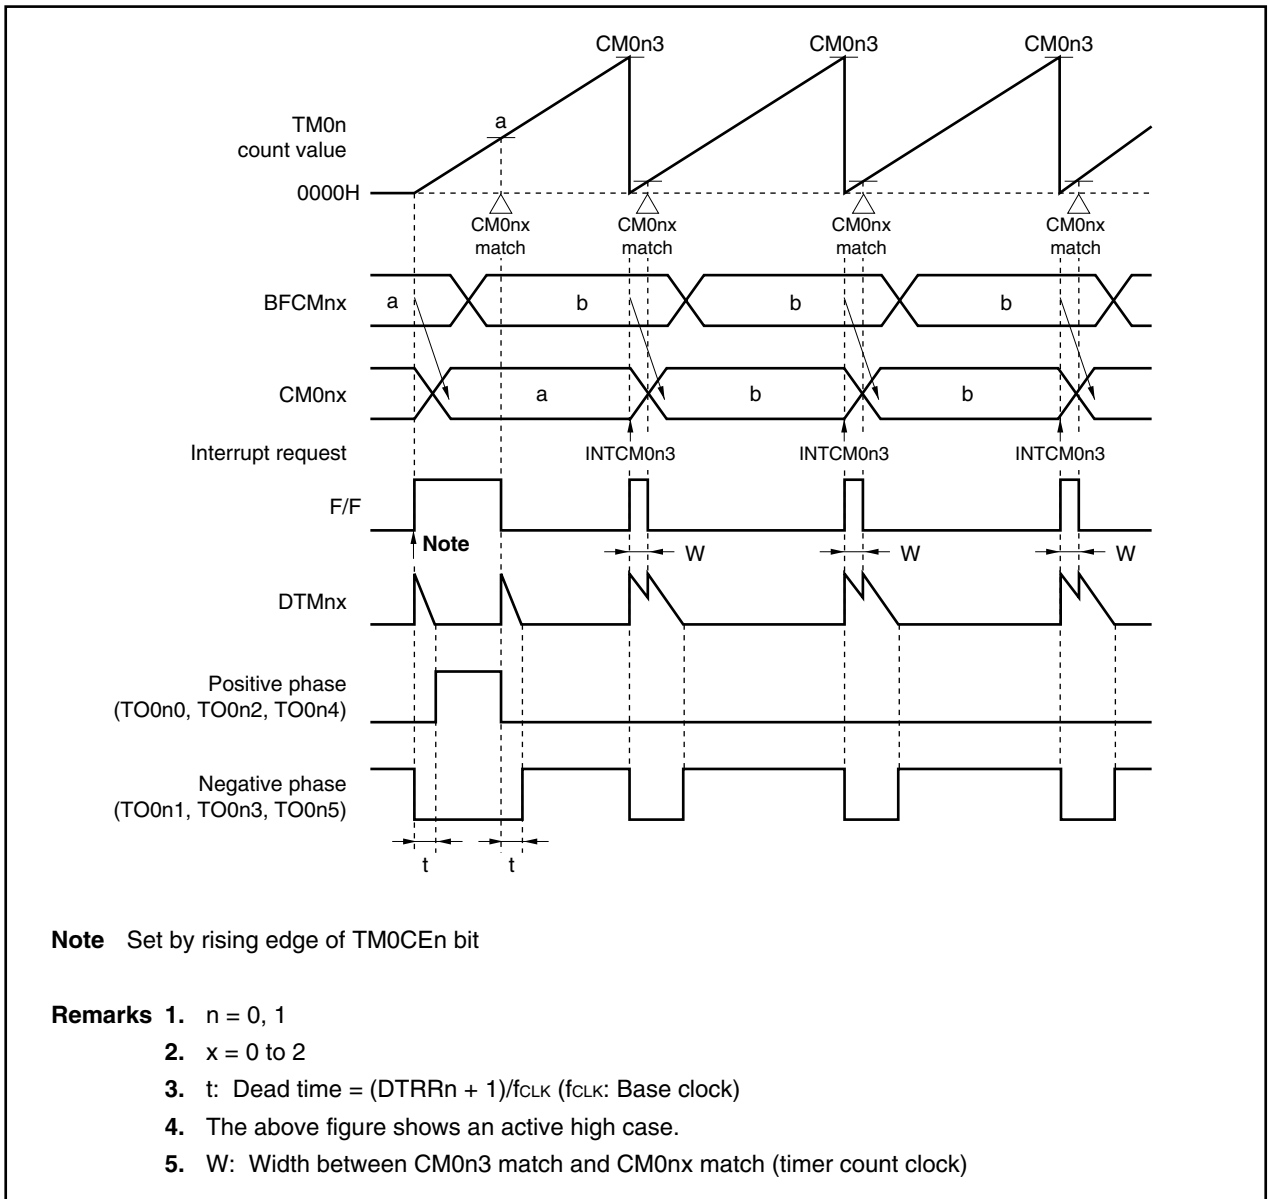 CM0n3 CM0n3 CM0n3
TM0n
count value
a
0000H
CM0nx
match
CM0nx
match
CM0nx
match
CM0nx
match
BFCMnx a b b b
CM0nx a b b
Interrupt request INTCM0n3 INTCM0n3 INTCM0n3
F/F
Note W W W
DTMnx
Positive phase
(TO0n0, TO0n2, TO0n4)
Negative phase
(TO0n1, TO0n3, TO0n5)
t t
Note Set by rising edge of TM0CEn bit
Remarks 1. n = 0, 1
2. x = 0 to 2
3. t: Dead time = (DTRRn + 1)/fCLK (fCLK: Base clock)
4. The above figure shows an active high case.
5. W: Width between CM0n3 match and CM0nx match (timer count clock)